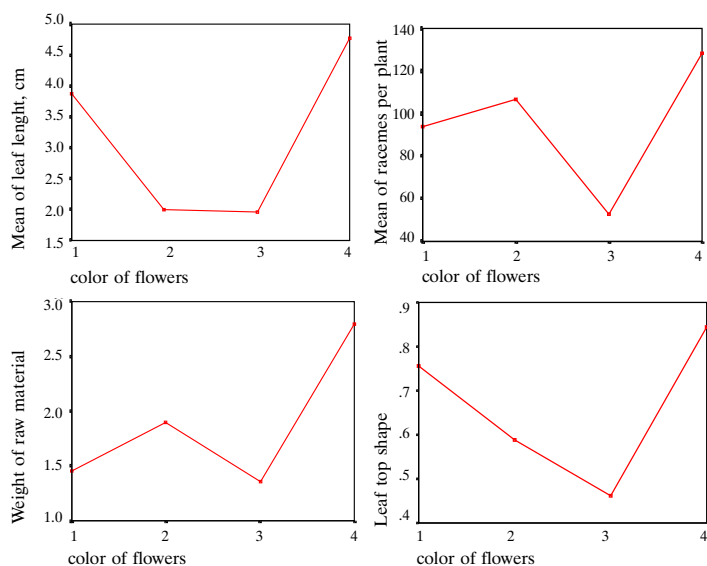 Mean of leaf lenght, cm
5.0
4.5
4.0
3.5
3.0
2.5
2.0
1.5
1 2 3 4
color of flowers
Mean of racemes per plant
140
120
100
80
60
40
1 2 3 4
color of flowers
Weight of raw material
3.0
2.5
2.0
1.5
1.0
1 2 3 4
color of flowers
Leaf top shape
.9
.8
.7
.6
.5
.4
1 2 3 4
color of flowers